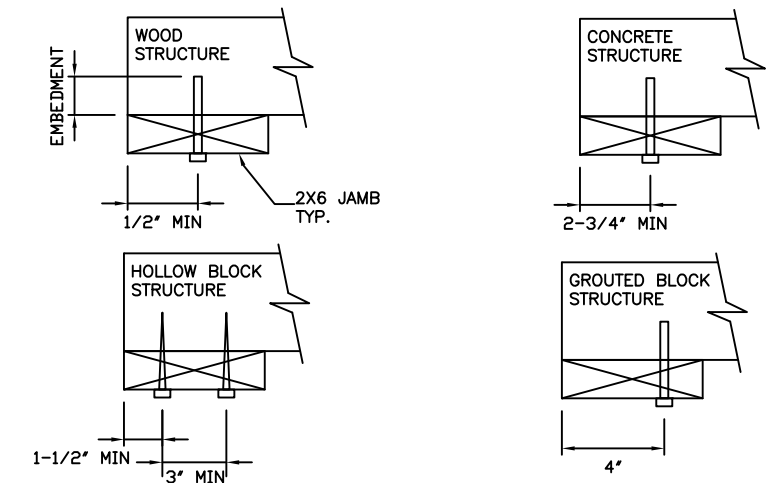 WOOD
STRUCTURE
EMBEDMENT
1/2" MIN
2X6 JAMB
TYP.
CONCRETE
STRUCTURE
2-3/4" MIN
HOLLOW BLOCK
STRUCTURE
1-1/2" MIN
3" MIN
GROUTED BLOCK
STRUCTURE
4"